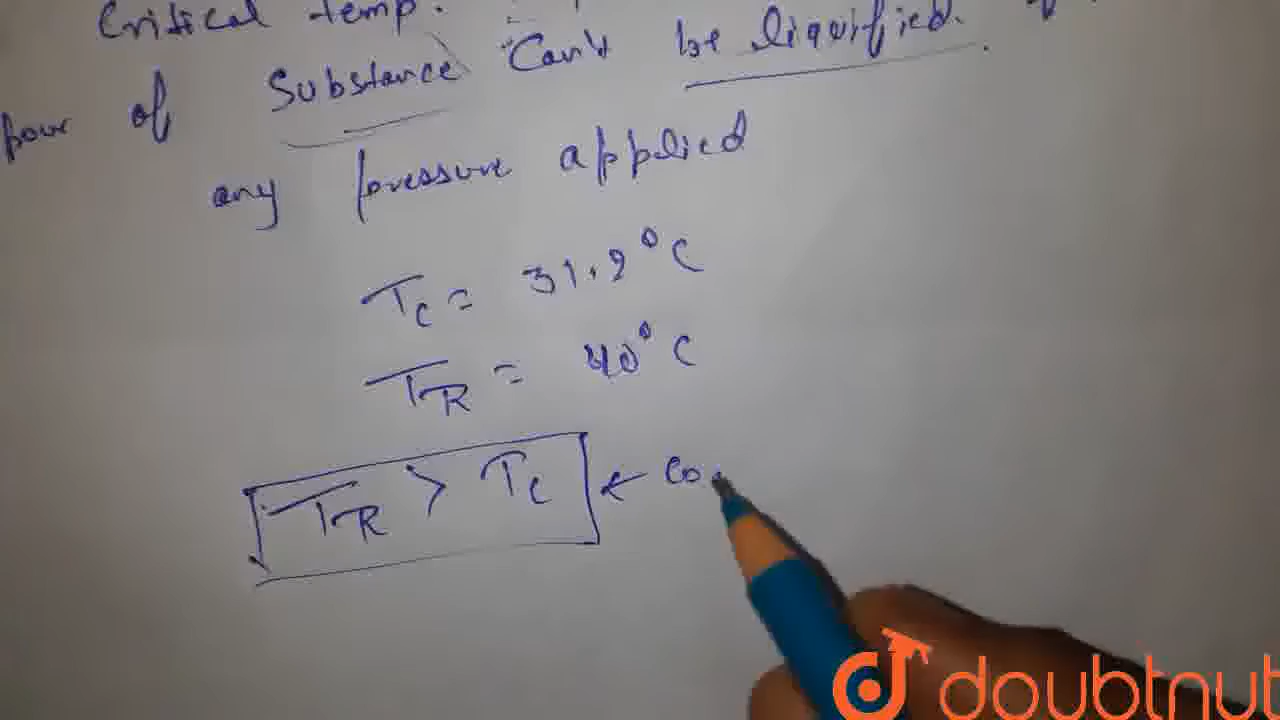 Critical temp.
pour of Substance Can't be liquified.
any pressure applied
Tc = 31.2°C
TR = 40°C
TR > Tc ← Co
doubtnut